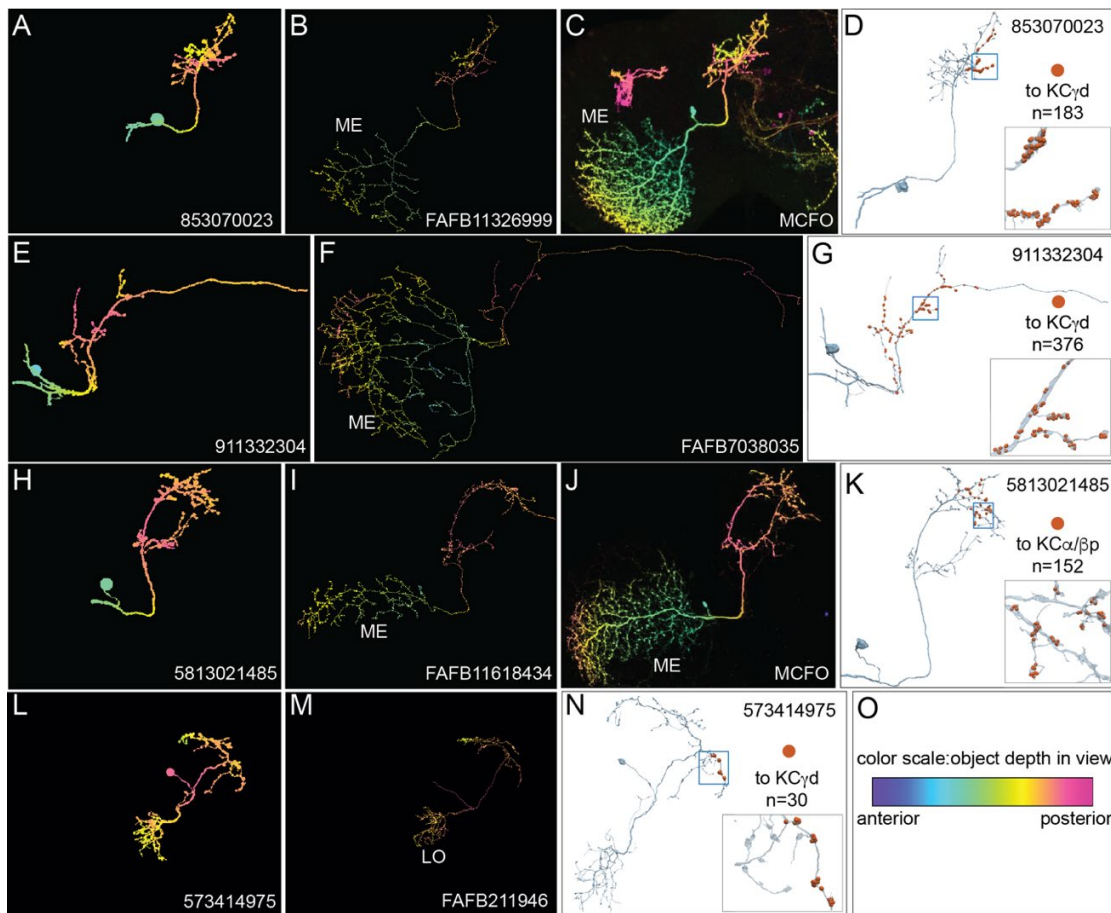 A
853070023
B
ME
FAFB11326999
C
ME
MCFO
D
853070023
to KCγd
n=183
E
911332304
F
ME
FAFB7038035
G
911332304
to KCγd
n=376
H
5813021485
I
ME
FAFB11618434
J
ME
MCFO
K
5813021485
to KCα/βp
n=152
L
573414975
M
LO
FAFB211946
N
573414975
to KCγd
n=30
O
color scale:object depth in view
anterior posterior